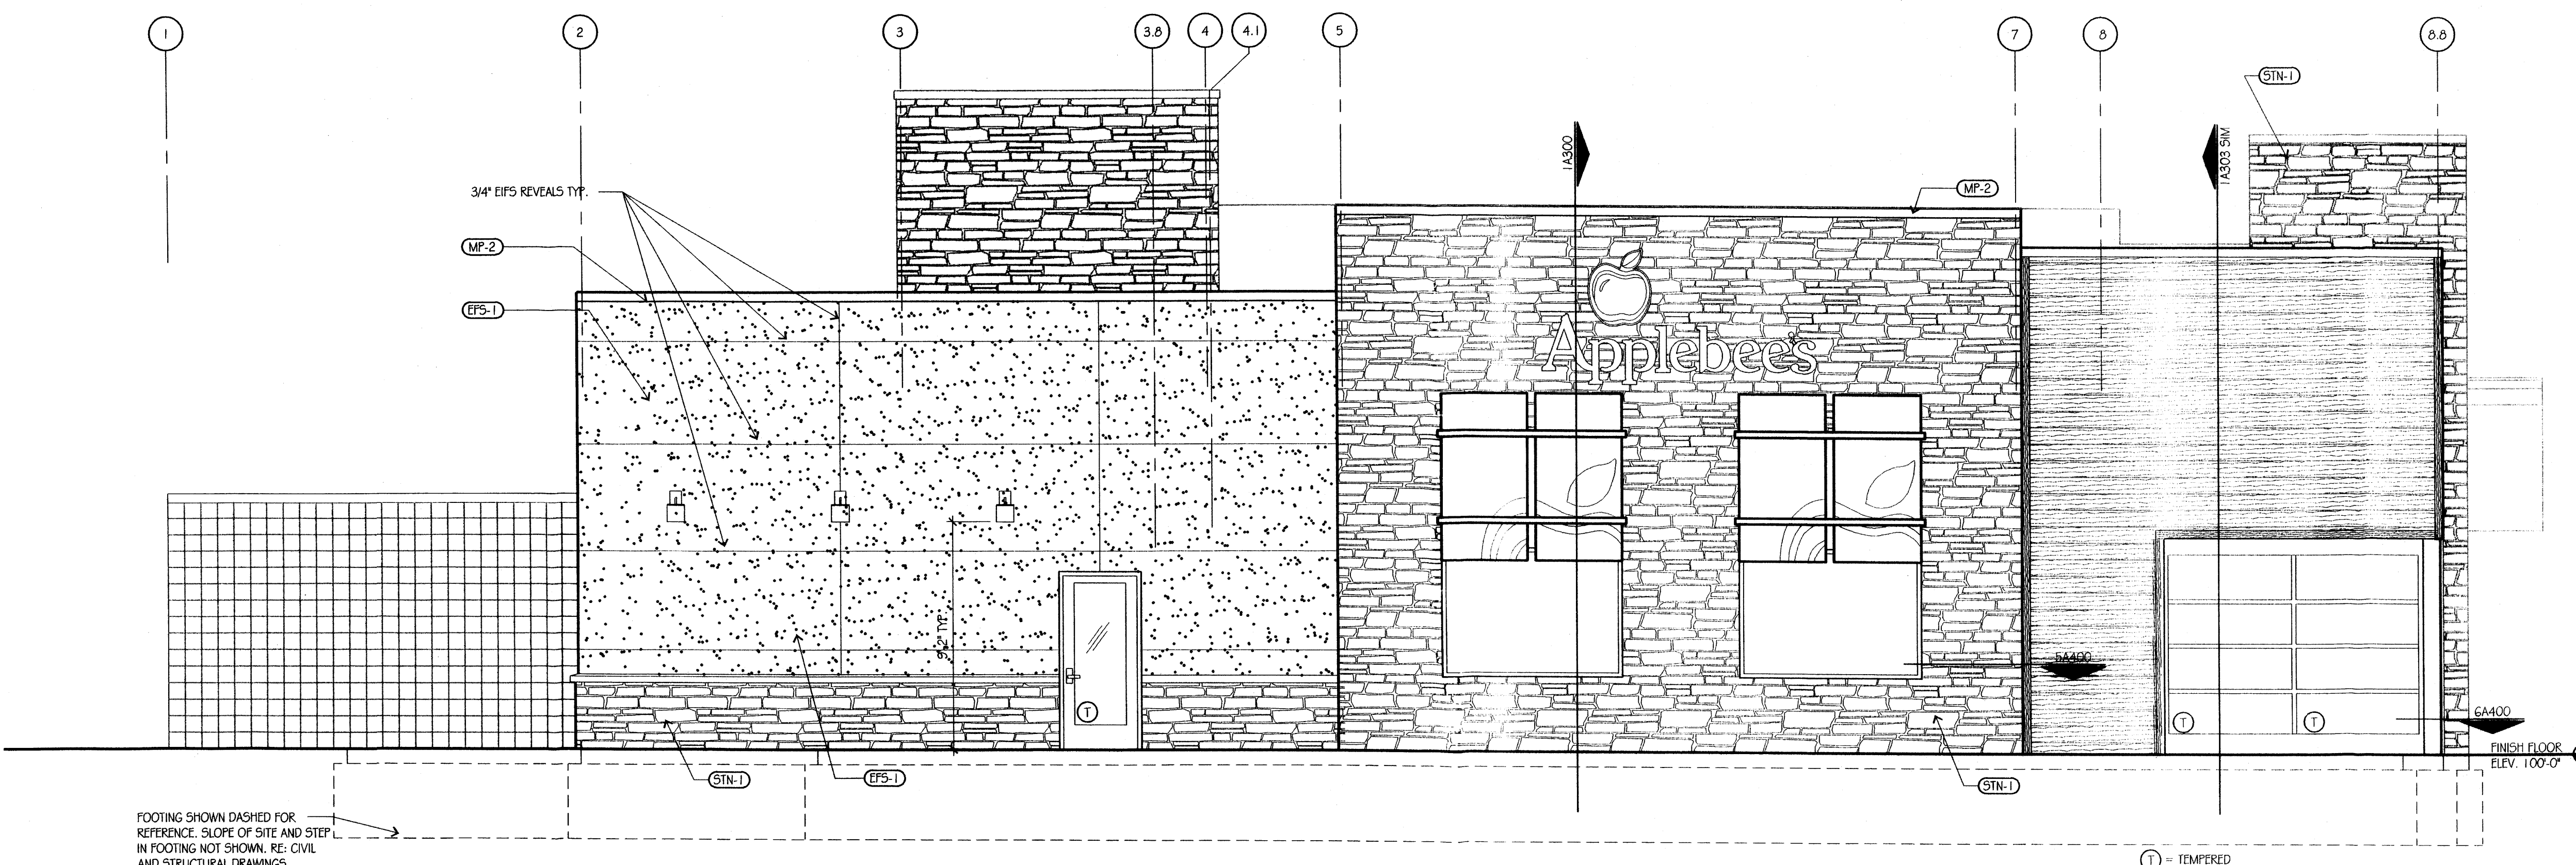 1
2
3
3.8
4
4.1
5
7
8
8.8
STN-1
1A300
1A303 SIM
3/4" EIFS REVEALS TYP.
MP-2
MP-2
EFS-1
Applebee's
9'-2" TYP.
5A400
T
T
T
6A400
FINISH FLOOR
ELEV. 100'-0"
STN-1
EFS-1
STN-1
FOOTING SHOWN DASHED FOR
REFERENCE. SLOPE OF SITE AND STEP
IN FOOTING NOT SHOWN. RE: CIVIL
AND STRUCTURAL DRAWINGS
T = TEMPERED